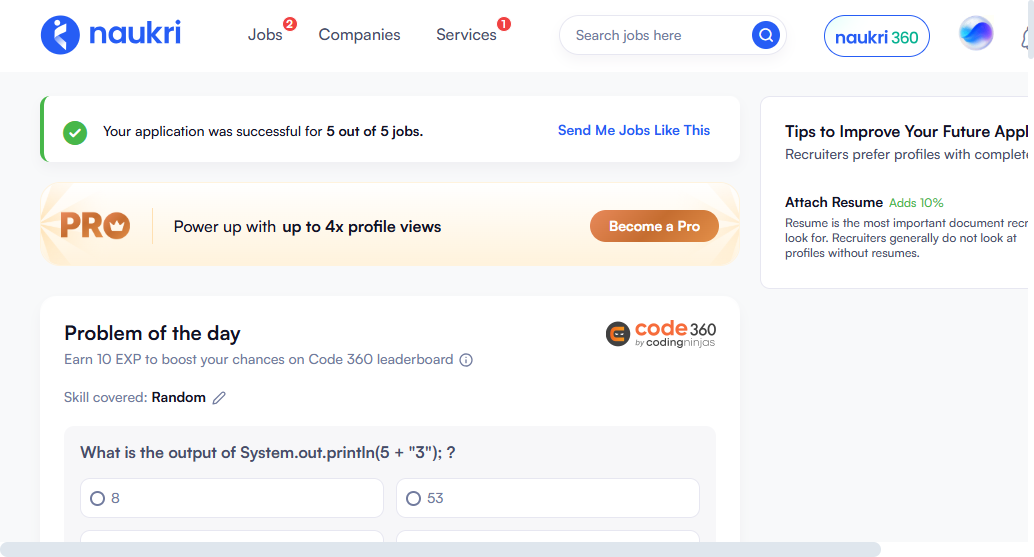 naukri
Jobs 2
Companies
Services 1
Search jobs here
naukri 360
Your application was successful for 5 out of 5 jobs.
Send Me Jobs Like This
PRO
Power up with up to 4x profile views
Become a Pro
Problem of the day
code 360
by codingninjas
Earn 10 EXP to boost your chances on Code 360 leaderboard
Skill covered: Random
What is the output of System.out.println(5 + "3"); ?
8
53
Tips to Improve Your Future Appl
Recruiters prefer profiles with complete
Attach Resume Adds 10%
Resume is the most important document recr
look for. Recruiters generally do not look at
profiles without resumes.